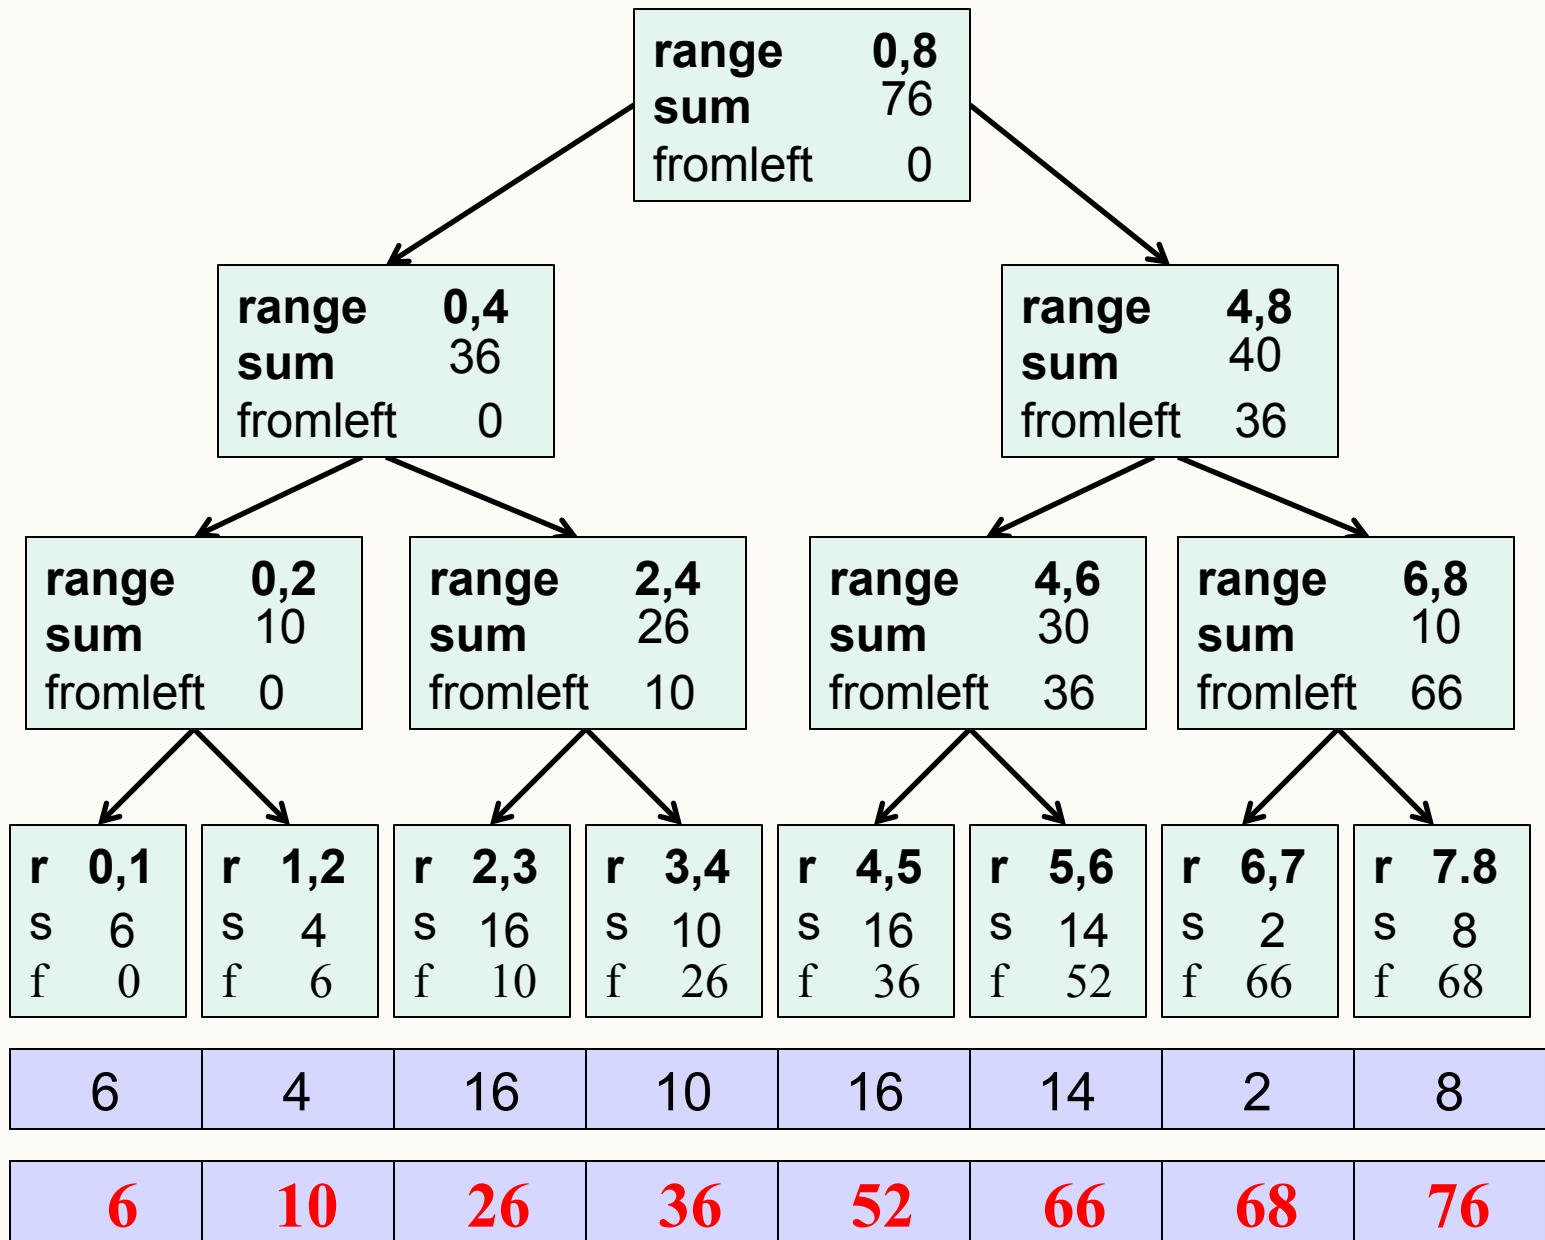 range 0,8
sum 76
fromleft 0
range 0,4
sum 36
fromleft 0
range 4,8
sum 40
fromleft 36
range 0,2
sum 10
fromleft 0
range 2,4
sum 26
fromleft 10
range 4,6
sum 30
fromleft 36
range 6,8
sum 10
fromleft 66
r 0,1
s 6
f 0
r 1,2
s 4
f 6
r 2,3
s 16
f 10
r 3,4
s 10
f 26
r 4,5
s 16
f 36
r 5,6
s 14
f 52
r 6,7
s 2
f 66
r 7.8
s 8
f 68
6 4 16 10 16 14 2 8
6 10 26 36 52 66 68 76